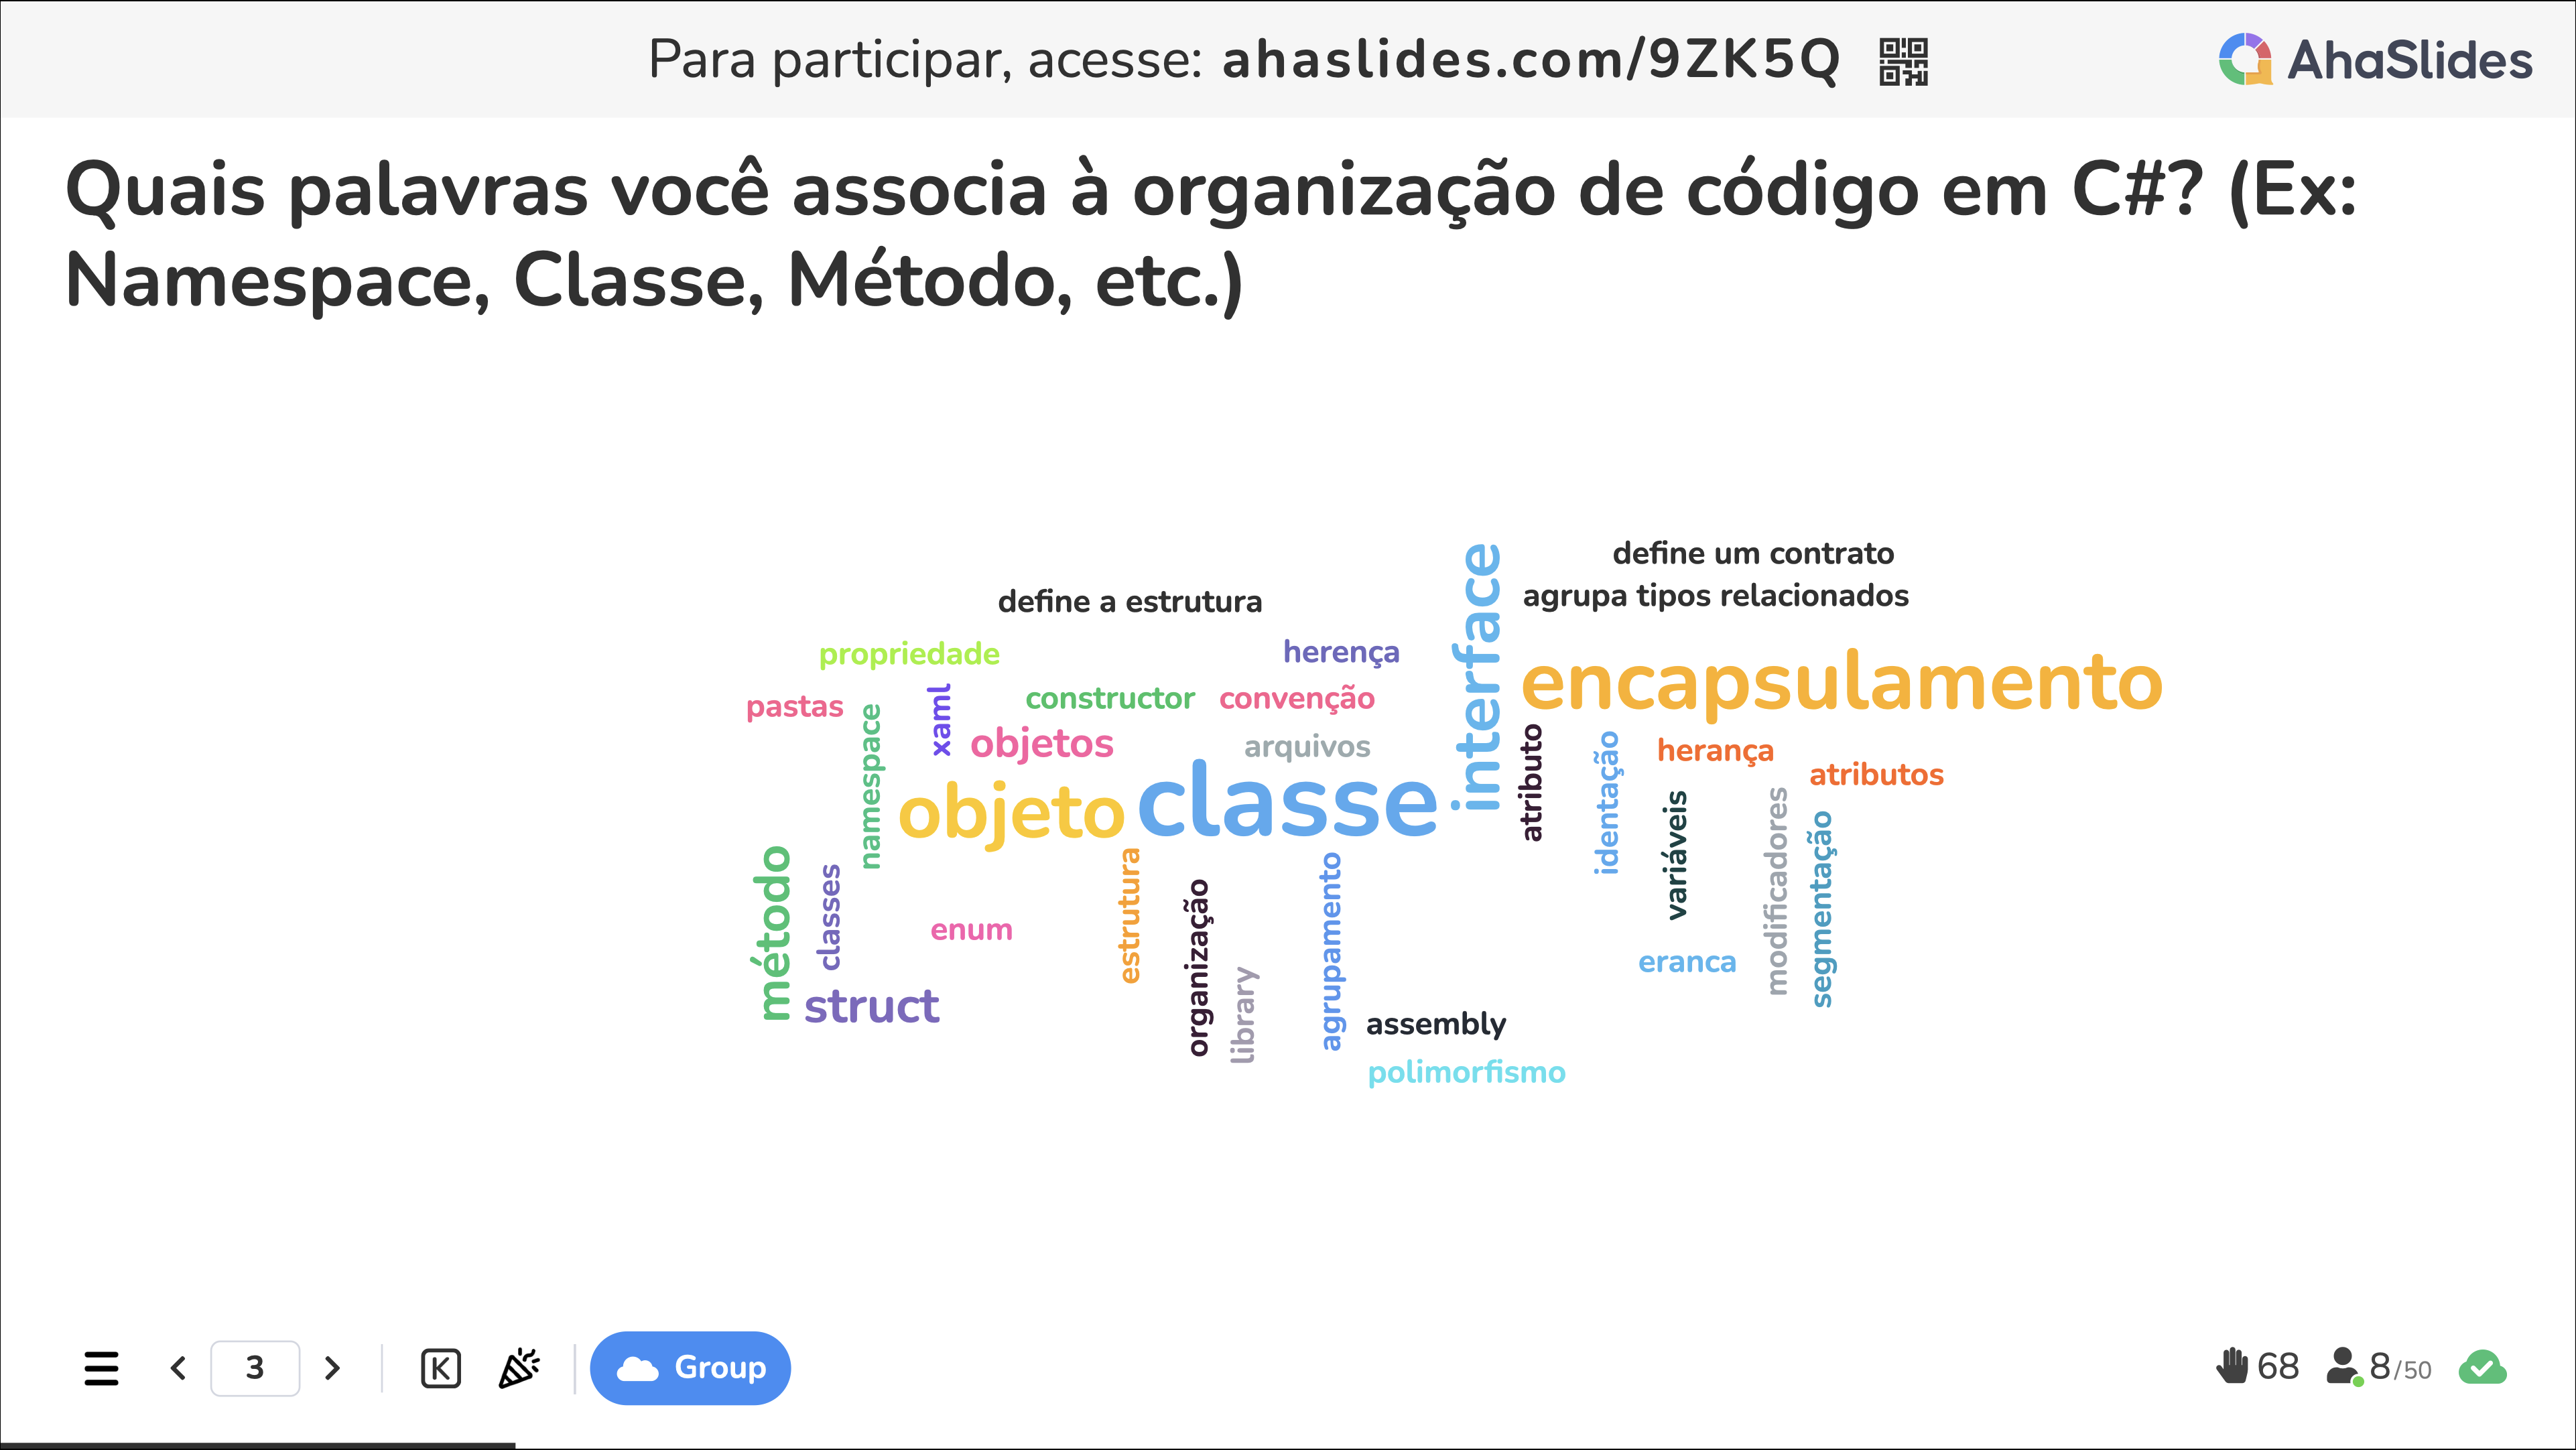 Para participar, acesse: ahaslides.com/9ZK5Q
AhaSlides
Quais palavras você associa à organização de código em C#? (Ex:
Namespace, Classe, Método, etc.)
define um contrato
define a estrutura
agrupa tipos relacionados
interface
propriedade
herença
encapsulamento
pastas
xaml
constructor
convenção
namespace
objetos
arquivos
atributo
identação
herança
atributos
objeto
classe
variáveis
modificadores
segmentação
método
classes
enum
estrutura
organização
library
agrupamento
eranca
struct
assembly
polimorfismo
3
K
Group
68
8/50